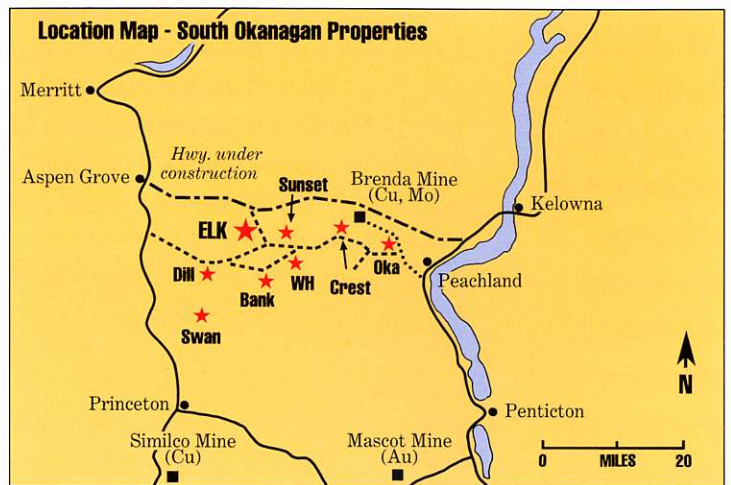 Location Map - South Okanagan Properties
Merritt
Hwy. under
construction
Aspen Grove
Sunset
Brenda Mine
(Cu, Mo)
Kelowna
ELK
Dill
Bank
WH
Crest
Oka
Peachland
Swan
N
Princeton
Penticton
Similco Mine
(Cu)
Mascot Mine
(Au)
0 MILES 20